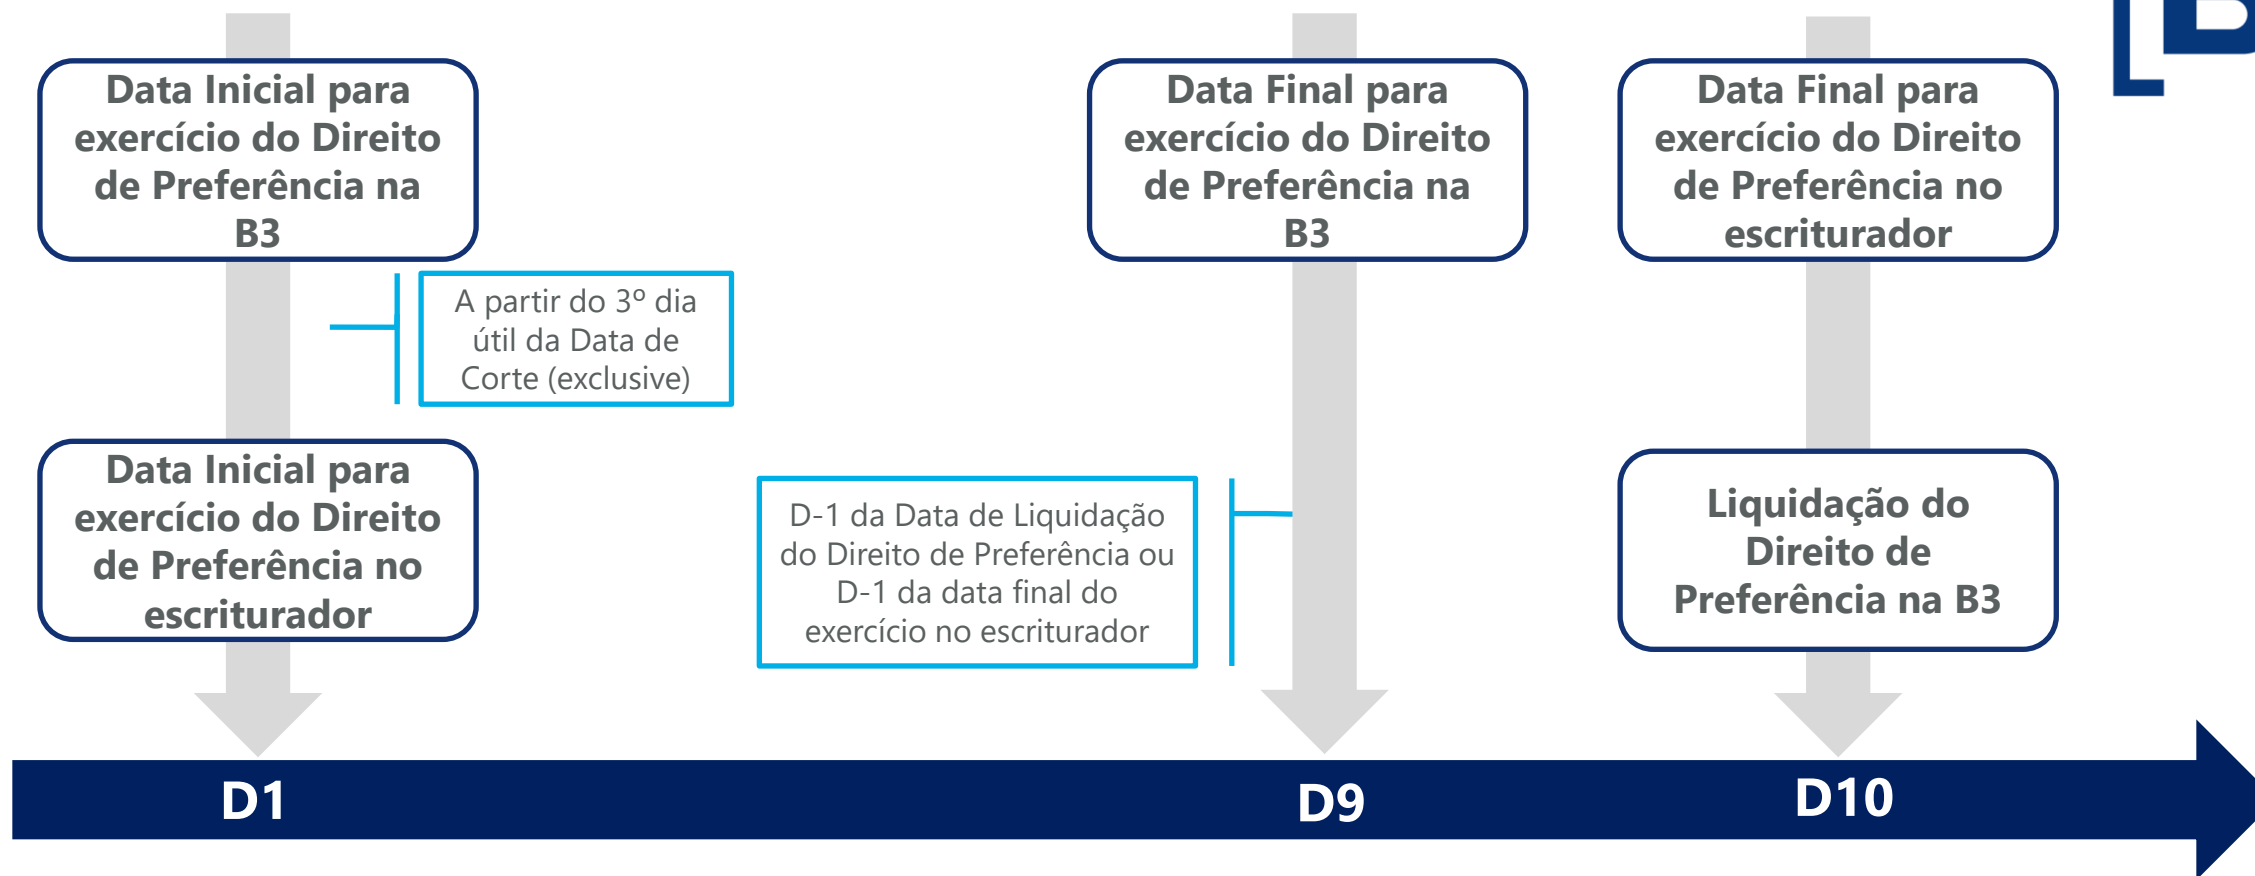 Data Inicial para
exercício do Direito
de Preferência na
B3
A partir do 3º dia
útil da Data de
Corte (exclusive)
Data Inicial para
exercício do Direito
de Preferência no
escriturador
Data Final para
exercício do Direito
de Preferência na
B3
D-1 da Data de Liquidação
do Direito de Preferência ou
D-1 da data final do
exercício no escriturador
Data Final para
exercício do Direito
de Preferência no
escriturador
Liquidação do
Direito de
Preferência na B3
[B
D1
D9
D10